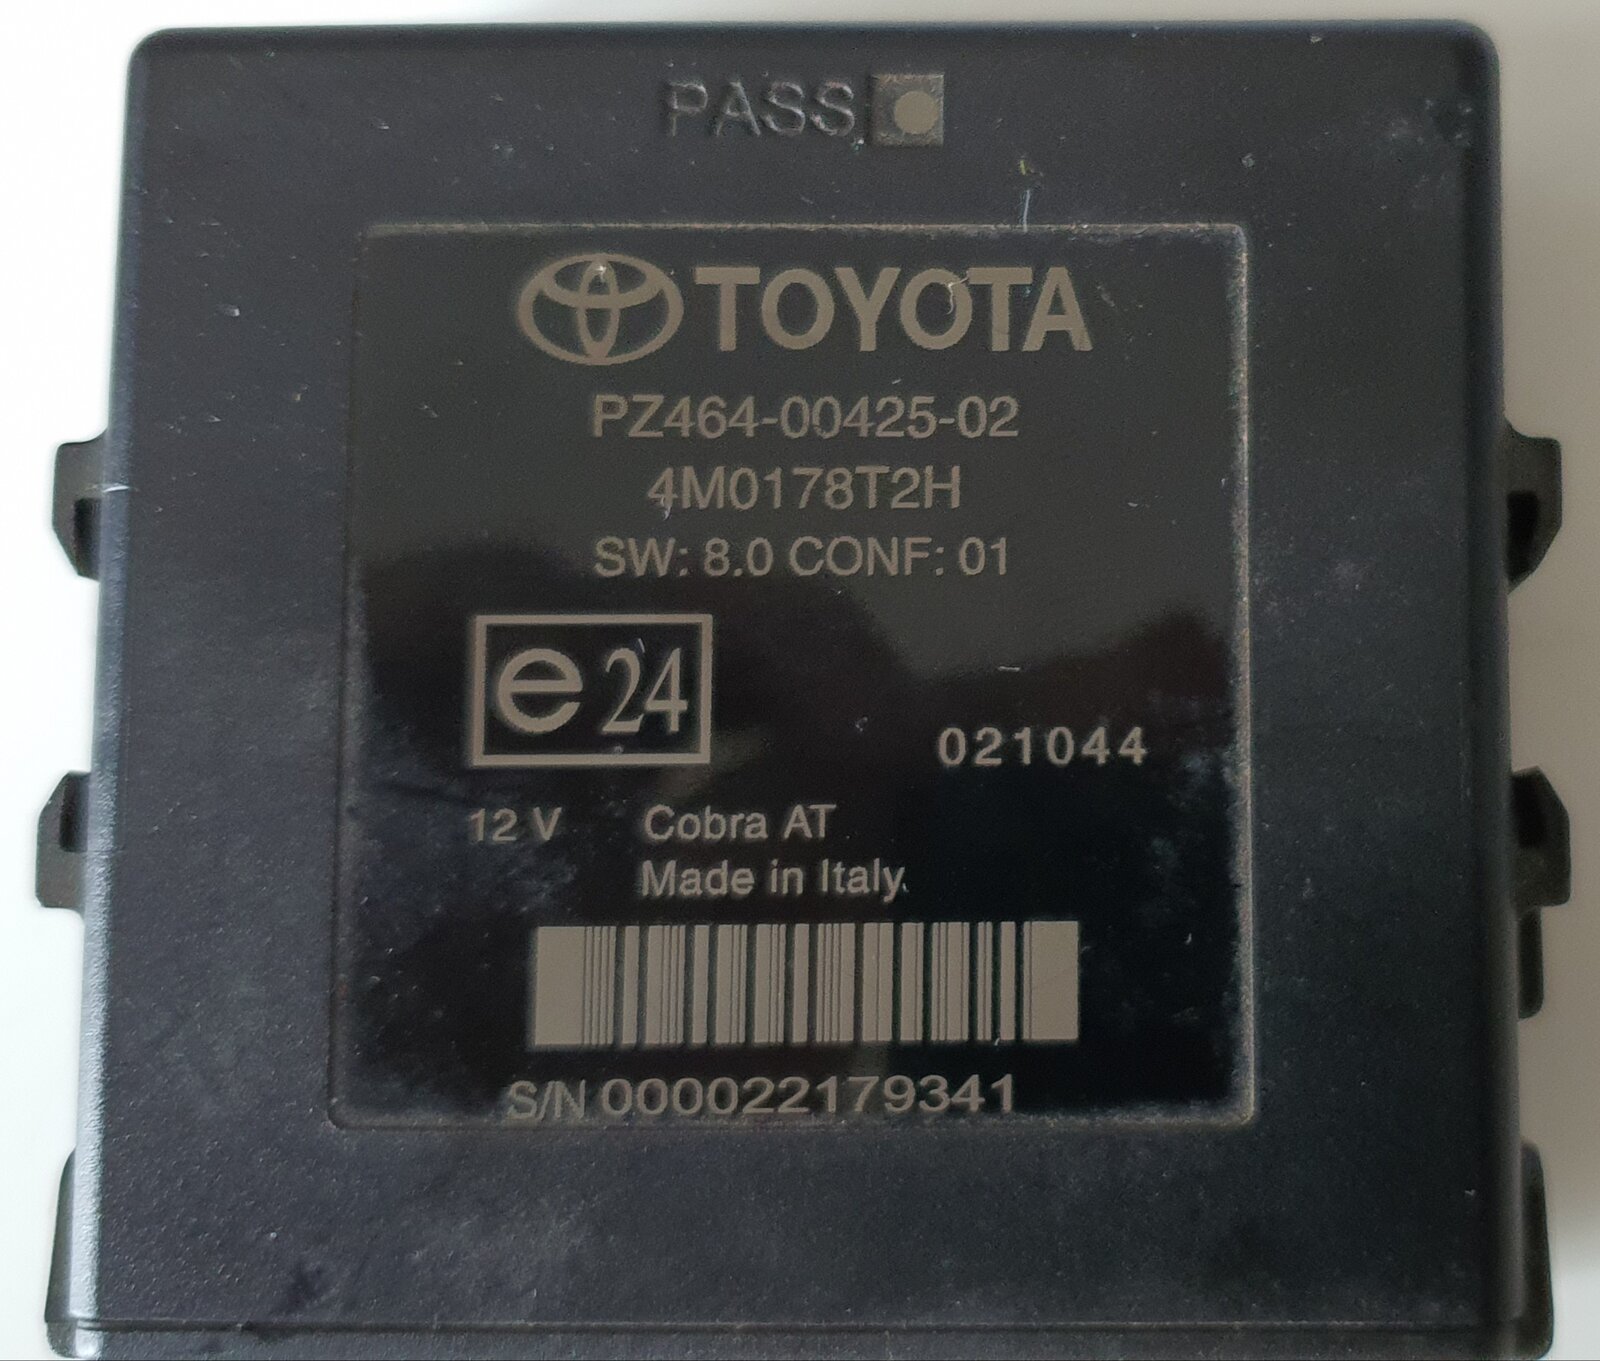 PASS
TOYOTA
PZ464-00425-02
4M0178T2H
SW: 8.0 CONF: 01
e 24
021044
12 V Cobra AT
Made in Italy
S/N 000022179341